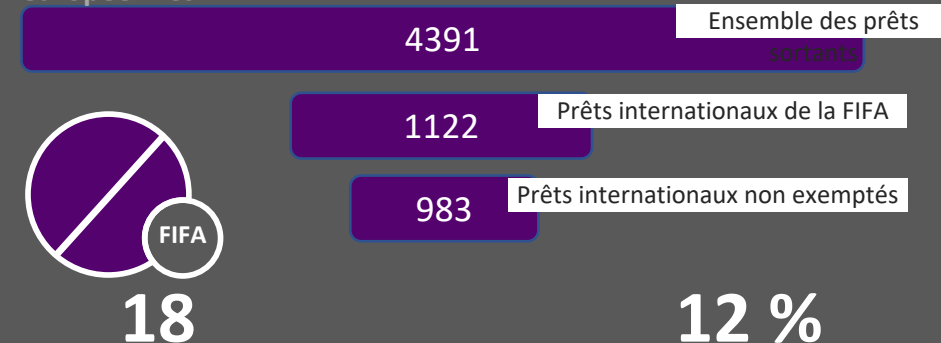 4391
Ensemble des prêts
sortants
1122
Prêts internationaux de la FIFA
983
Prêts internationaux non exemptés
FIFA
18
12 %